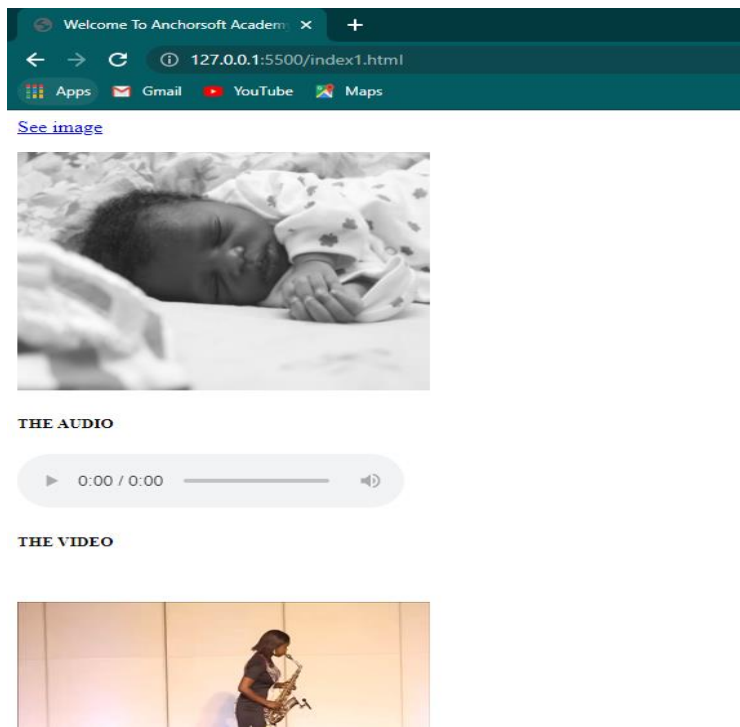 Welcome To Anchorsoft Academ
127.0.0.1:5500/index1.html
Apps Gmail YouTube Maps
See image
THE AUDIO
0:00 / 0:00
THE VIDEO